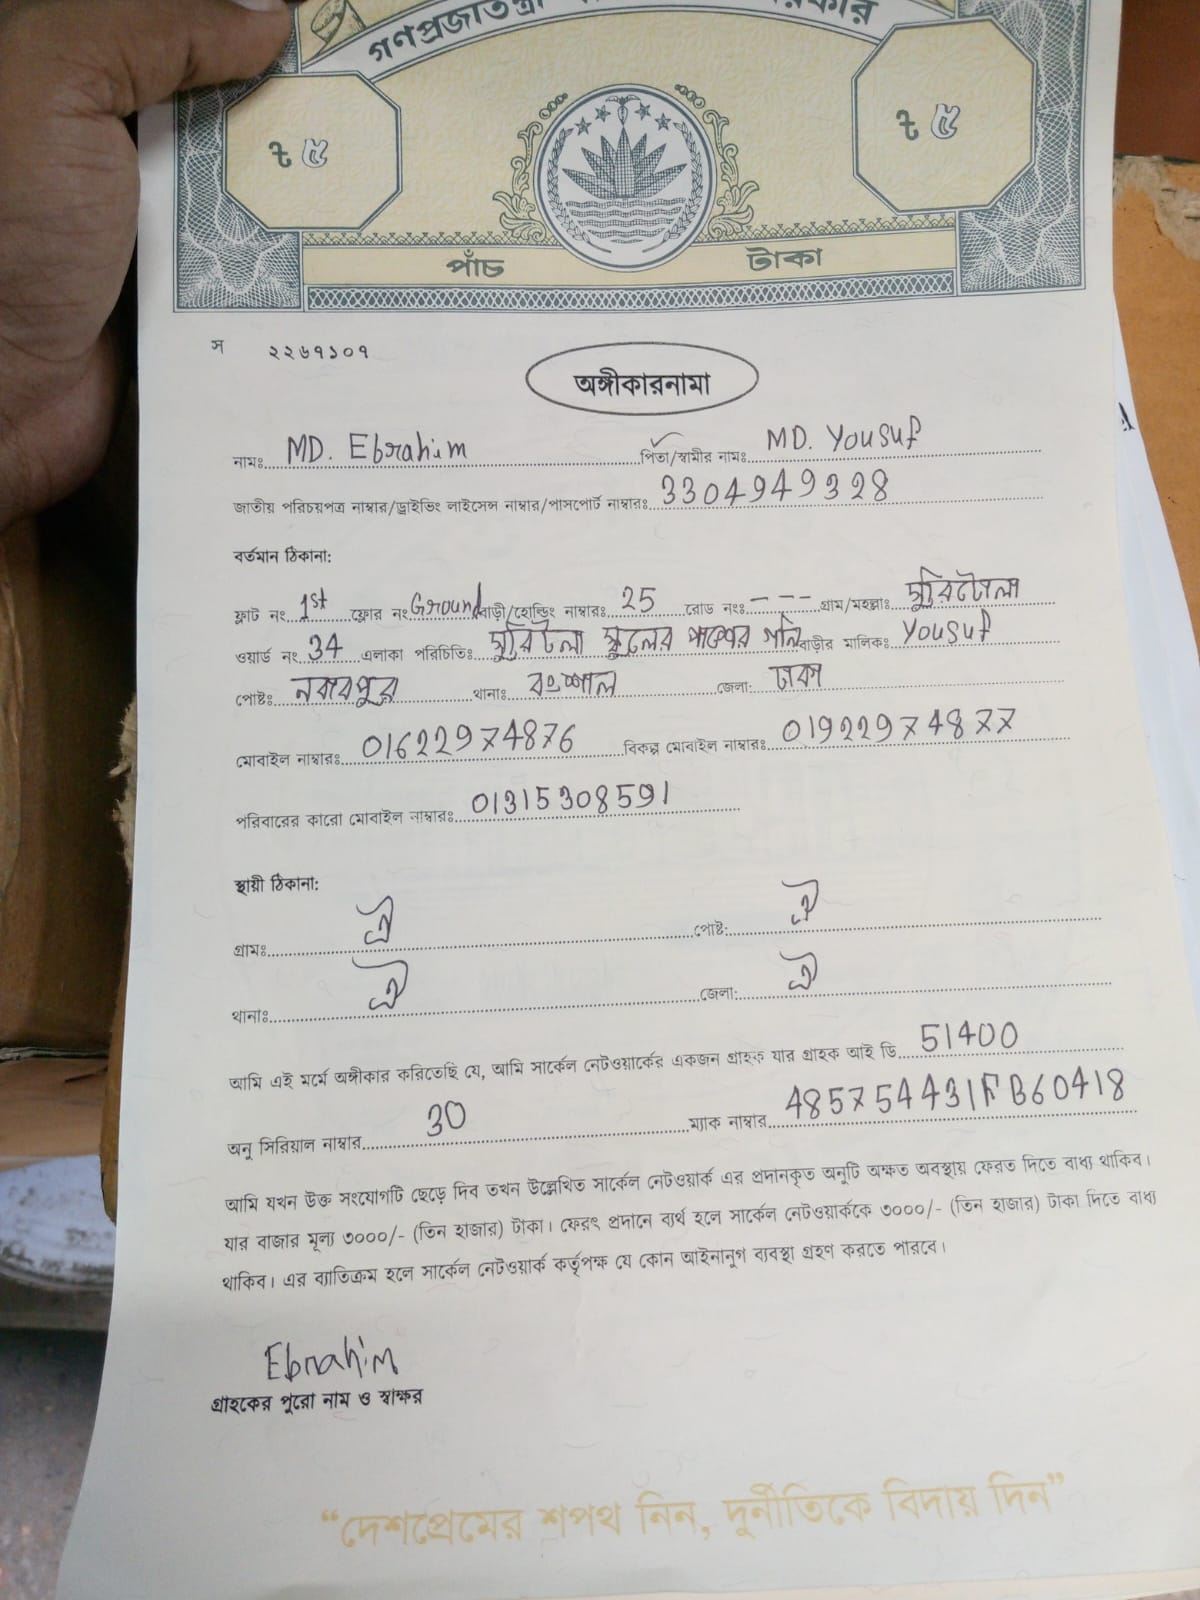 গণপ্রজাতন্ত্রী
৳ ৫
৳ ৫
পাঁচ টাকা
স ২২৬৭১০৭
অঙ্গীকারনামা
নামঃ MD. Ebrahim পিতা/স্বামীর নামঃ MD. Yousuf
জাতীয় পরিচয়পত্র নাম্বার/ড্রাইভিং লাইসেন্স নাম্বার/পাসপোর্ট নাম্বারঃ 3304949328
বর্তমান ঠিকানা:
ফ্লাট নং 1st ফ্লোর নং Ground বাড়ী/হোল্ডিং নাম্বারঃ 25 রোড নংঃ --- গ্রাম/মহল্লাঃ সুরিটোলা
ওয়ার্ড নং 34 এলাকা পরিচিতিঃ সুরিটলা স্কুলের পাশের গলি বাড়ীর মালিকঃ Yousuf
পোষ্টঃ নবাবপুর থানাঃ বংশাল জেলা: ঢাকা
মোবাইল নাম্বারঃ 01622974876 বিকল্প মোবাইল নাম্বারঃ 01922974877
পরিবারের কারো মোবাইল নাম্বারঃ 01315308591
স্থায়ী ঠিকানা:
গ্রামঃ ঐ পোষ্ট: ঐ
থানাঃ ঐ জেলা: ঐ
আমি এই মর্মে অঙ্গীকার করিতেছি যে, আমি সার্কেল নেটওয়ার্কের একজন গ্রাহক যার গ্রাহক আই ডি 51400
অনু সিরিয়াল নাম্বার 30 ম্যাক নাম্বার 485754431FB60418
আমি যখন উক্ত সংযোগটি ছেড়ে দিব তখন উল্লেখিত সার্কেল নেটওয়ার্ক এর প্রদানকৃত অনুটি অক্ষত অবস্থায় ফেরত দিতে বাধ্য থাকিব।
যার বাজার মূল্য ৩০০০/- (তিন হাজার) টাকা। ফেরৎ প্রদানে ব্যর্থ হলে সার্কেল নেটওয়ার্ককে ৩০০০/- (তিন হাজার) টাকা দিতে বাধ্য
থাকিব। এর ব্যাতিক্রম হলে সার্কেল নেটওয়ার্ক কর্তৃপক্ষ যে কোন আইনানুগ ব্যবস্থা গ্রহণ করতে পারবে।
Ebrahim
গ্রাহকের পুরো নাম ও স্বাক্ষর
“দেশপ্রেমের শপথ নিন, দুর্নীতিকে বিদায় দিন”